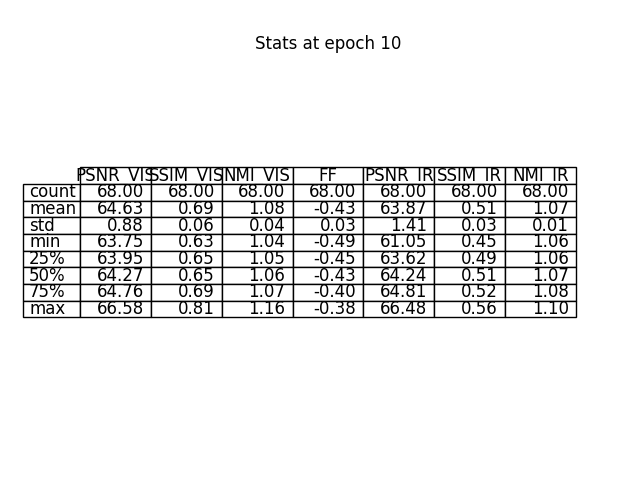 Stats at epoch 10
PSNR_VIS SSIM_VIS NMI_VIS FF PSNR_IR SSIM_IR NMI_IR
count 68.00 68.00 68.00 68.00 68.00 68.00 68.00
mean 64.63 0.69 1.08 -0.43 63.87 0.51 1.07
std 0.88 0.06 0.04 0.03 1.41 0.03 0.01
min 63.75 0.63 1.04 -0.49 61.05 0.45 1.06
25% 63.95 0.65 1.05 -0.45 63.62 0.49 1.06
50% 64.27 0.65 1.06 -0.43 64.24 0.51 1.07
75% 64.76 0.69 1.07 -0.40 64.81 0.52 1.08
max 66.58 0.81 1.16 -0.38 66.48 0.56 1.10